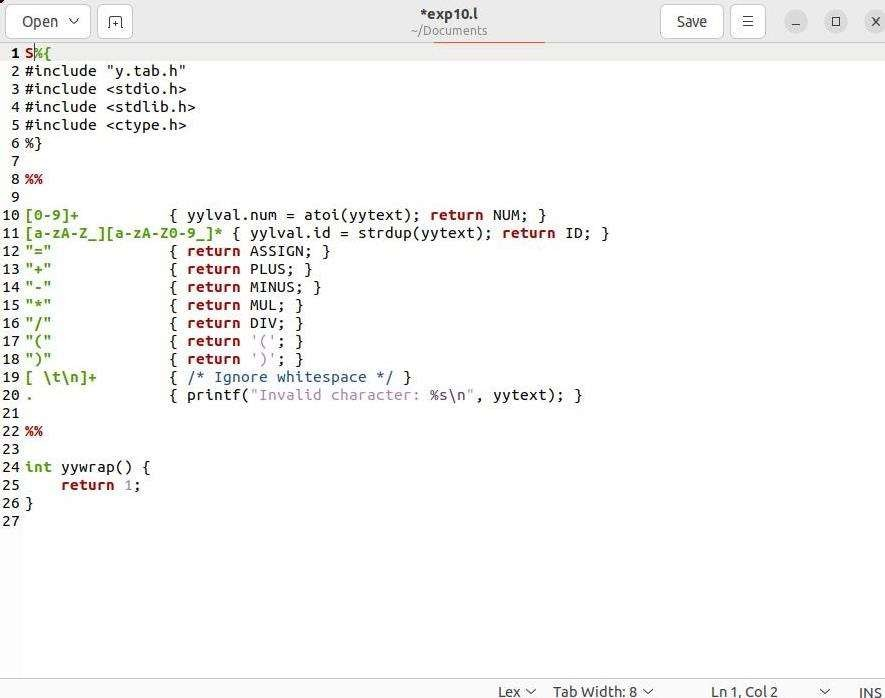 Open
*exp10.l
~/Documents
Save
1 S%{
2 #include "y.tab.h"
3 #include <stdio.h>
4 #include <stdlib.h>
5 #include <ctype.h>
6 %}
7
8 %%
9
10 [0-9]+          { yylval.num = atoi(yytext); return NUM; }
11 [a-zA-Z_][a-zA-Z0-9_]* { yylval.id = strdup(yytext); return ID; }
12 "="             { return ASSIGN; }
13 "+"             { return PLUS; }
14 "-"             { return MINUS; }
15 "*"             { return MUL; }
16 "/"             { return DIV; }
17 "("             { return '('; }
18 ")"             { return ')'; }
19 [ \t\n]+        { /* Ignore whitespace */ }
20 .               { printf("Invalid character: %s\n", yytext); }
21
22 %%
23
24 int yywrap() {
25     return 1;
26 }
27
Lex Tab Width: 8 Ln 1, Col 2 INS